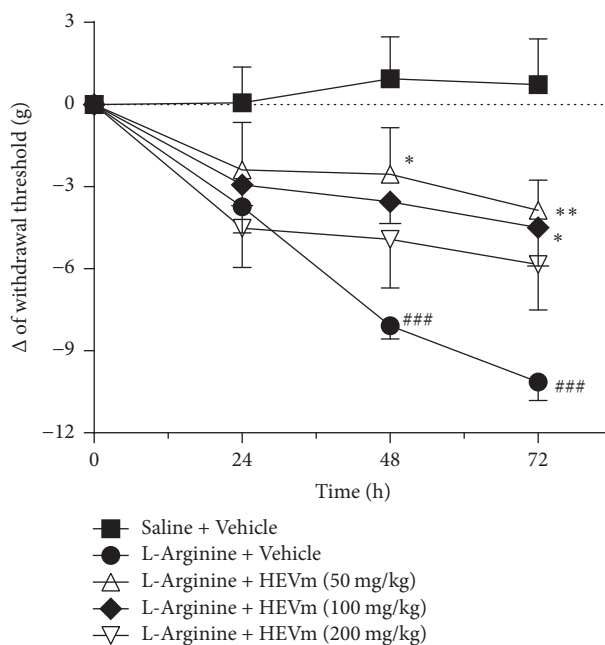 3
0
−3
−6
−9
−12
Δ of withdrawal threshold (g)
*
**
*
###
###
0 24 48 72
Time (h)
Saline + Vehicle
L-Arginine + Vehicle
L-Arginine + HEVm (50 mg/kg)
L-Arginine + HEVm (100 mg/kg)
L-Arginine + HEVm (200 mg/kg)